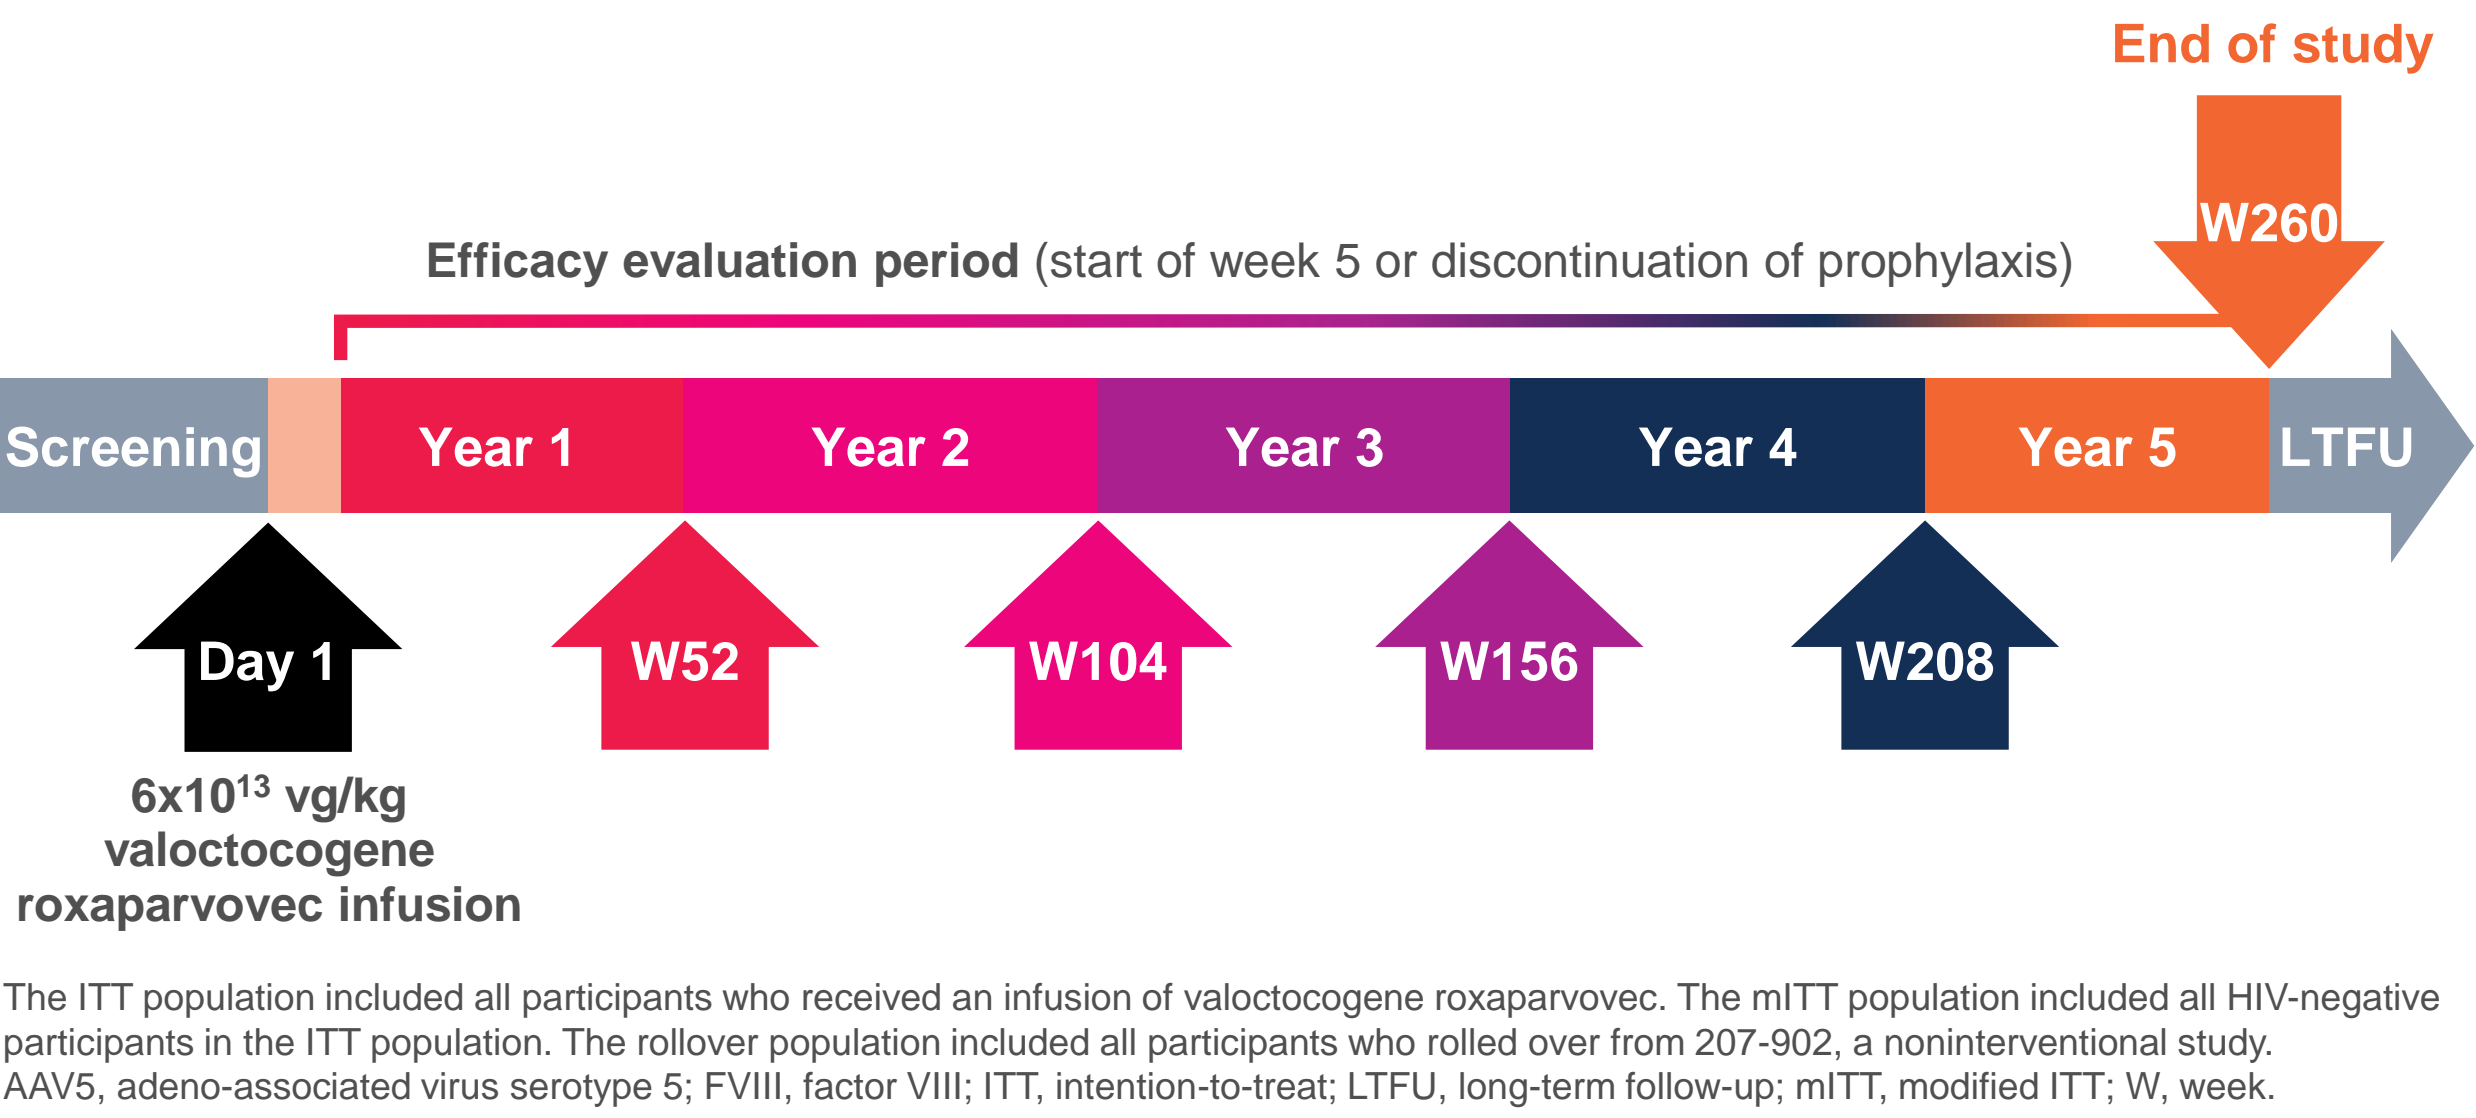 End of study
W260
Efficacy evaluation period (start of week 5 or discontinuation of prophylaxis)
Screening
Year 1
Year 2
Year 3
Year 4
Year 5
LTFU
Day 1
W52
W104
W156
W208
6x10¹³ vg/kg
valoctocogene
roxaparvovec infusion
The ITT population included all participants who received an infusion of valoctocogene roxaparvovec. The mITT population included all HIV-negative
participants in the ITT population. The rollover population included all participants who rolled over from 207-902, a noninterventional study.
AAV5, adeno-associated virus serotype 5; FVIII, factor VIII; ITT, intention-to-treat; LTFU, long-term follow-up; mITT, modified ITT; W, week.